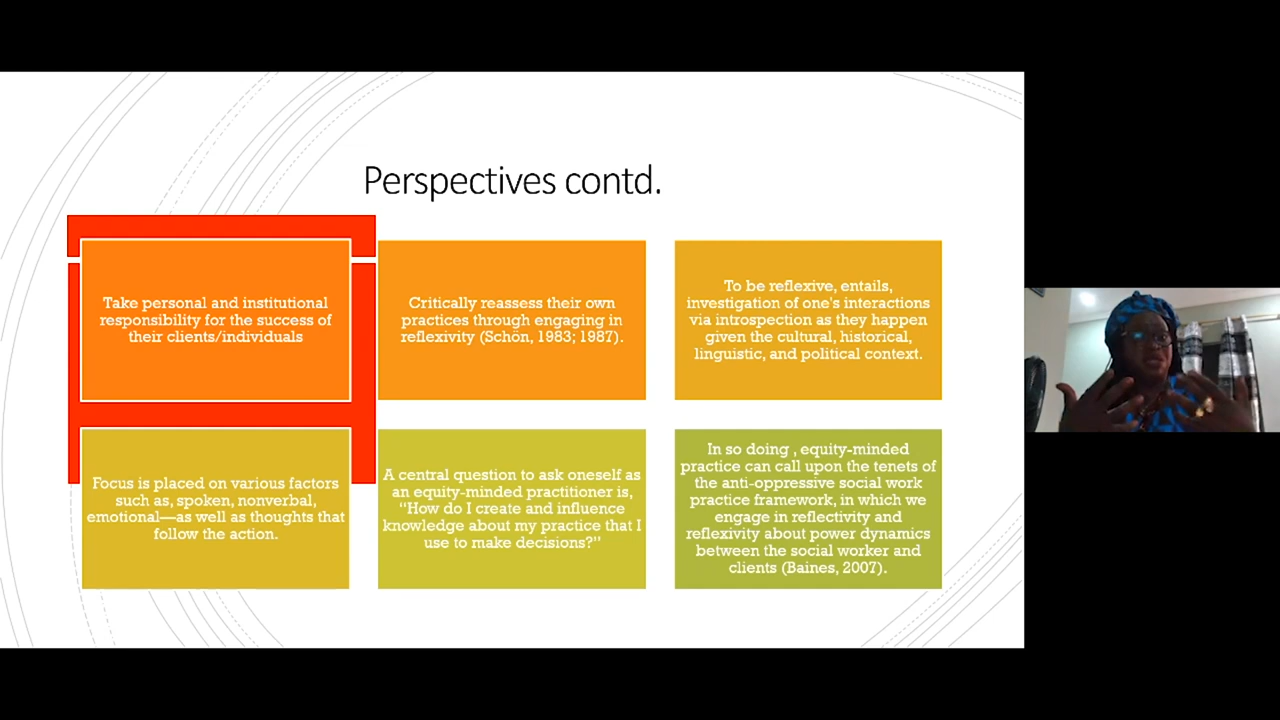 Perspectives contd.
Take personal and institutional
responsibility for the success of
their clients/individuals
Critically reassess their own
practices through engaging in
reflexivity (Schön, 1983; 1987).
To be reflexive, entails,
investigation of one's interactions
via introspection as they happen
given the cultural, historical,
linguistic, and political context.
Focus is placed on various factors
such as, spoken, nonverbal,
emotional—as well as thoughts that
follow the action.
A central question to ask oneself as
an equity-minded practitioner is,
"How do I create and influence
knowledge about my practice that I
use to make decisions?"
In so doing , equity-minded
practice can call upon the tenets of
the anti-oppressive social work
practice framework, in which we
engage in reflectivity and
reflexivity about power dynamics
between the social worker and
clients (Baines, 2007).